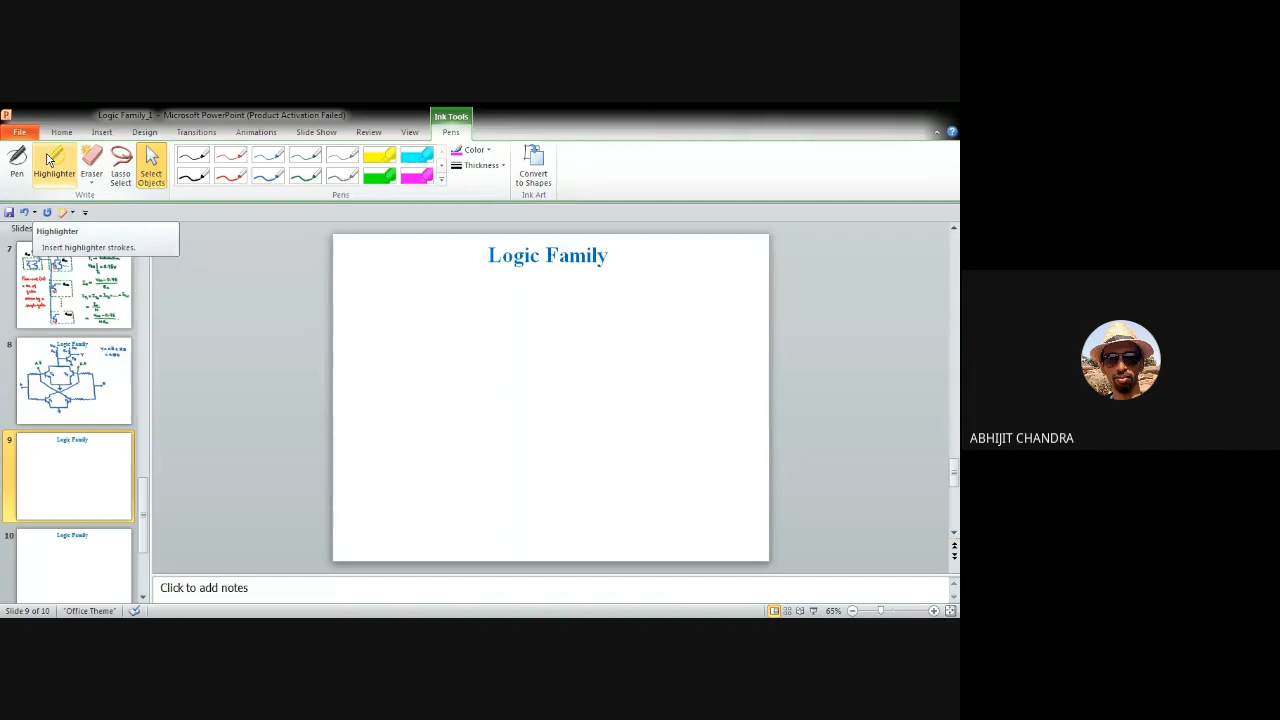 Logic Family_1 - Microsoft PowerPoint (Product Activation Failed)
Ink Tools
File Home Insert Design Transitions Animations Slide Show Review View Pens
Pen
Highlighter
Eraser
Lasso Select
Select Objects
Write
Color
Thickness
Pens
Convert to Shapes
Ink Art
Slides
Highlighter
Insert highlighter strokes.
7
8
Logic Family
9
Logic Family
10
Logic Family
Logic Family
Click to add notes
Slide 9 of 10
"Office Theme"
65%
ABHIJIT CHANDRA